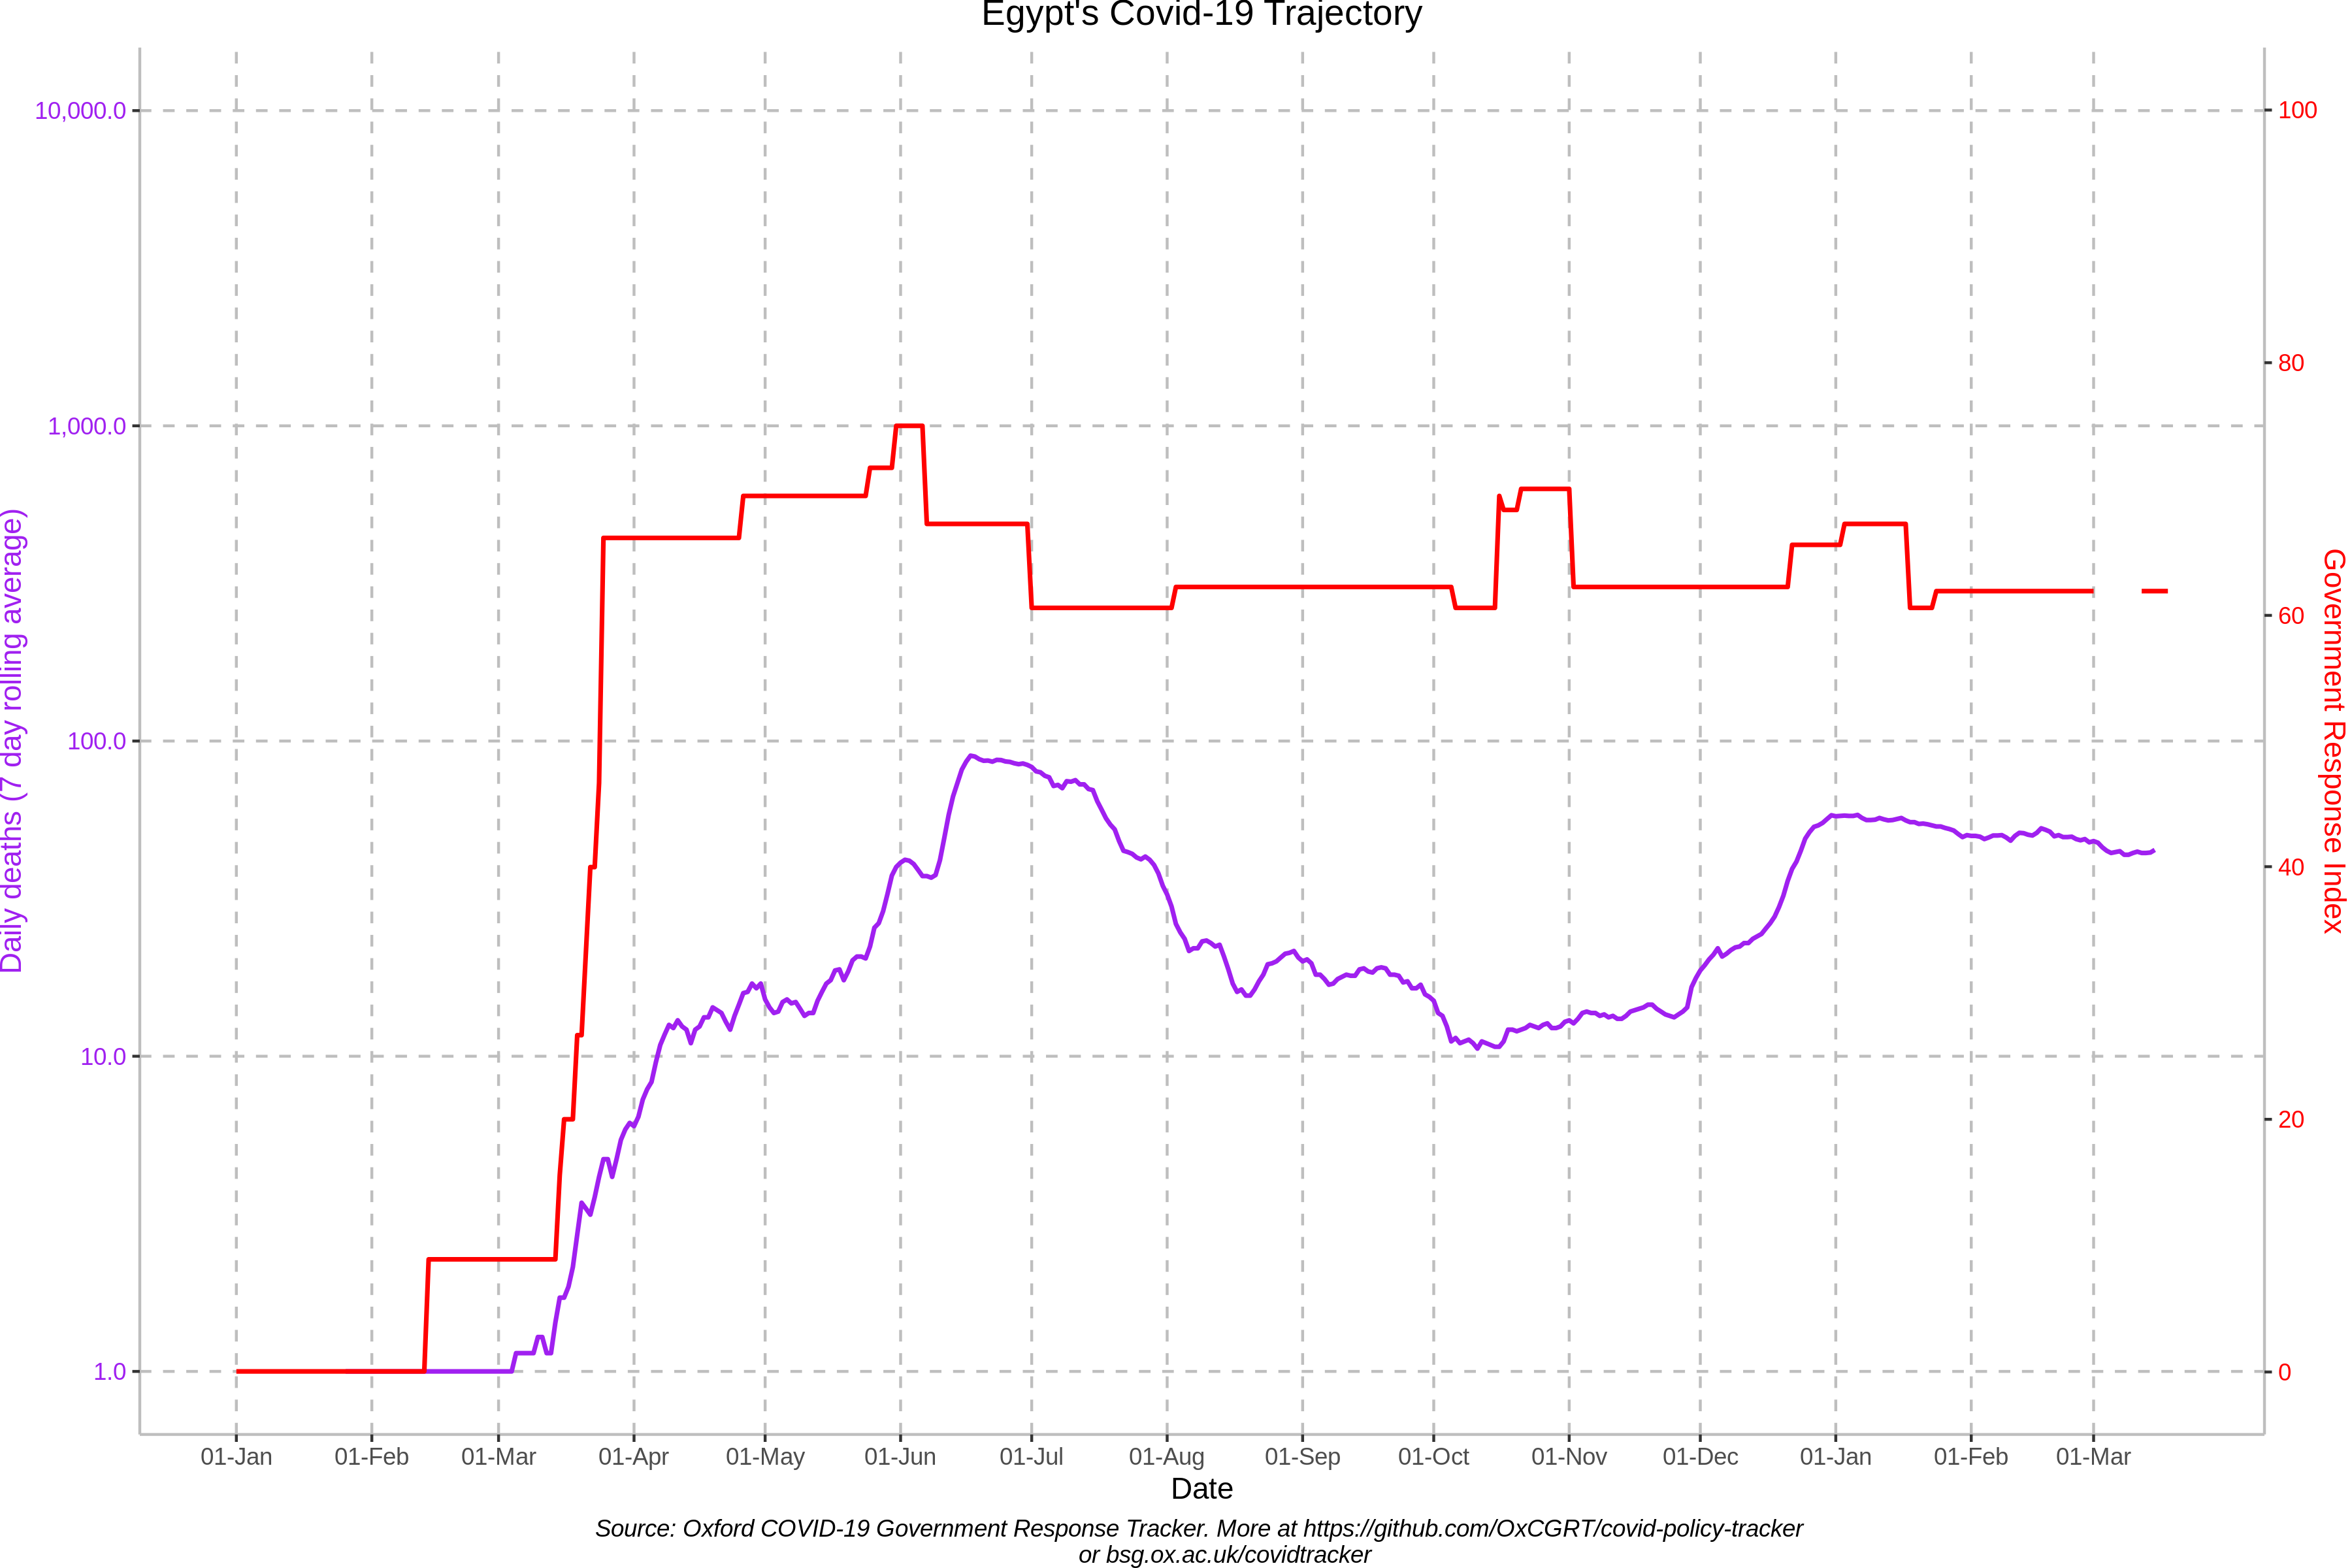 Egypt's Covid-19 Trajectory
10,000.0
1,000.0
100.0
10.0
1.0
Daily deaths (7 day rolling average)
100
80
60
40
20
0
Government Response Index
01-Jan 01-Feb 01-Mar 01-Apr 01-May 01-Jun 01-Jul 01-Aug 01-Sep 01-Oct 01-Nov 01-Dec 01-Jan 01-Feb 01-Mar
Date
Source: Oxford COVID-19 Government Response Tracker. More at https://github.com/OxCGRT/covid-policy-tracker
or bsg.ox.ac.uk/covidtracker